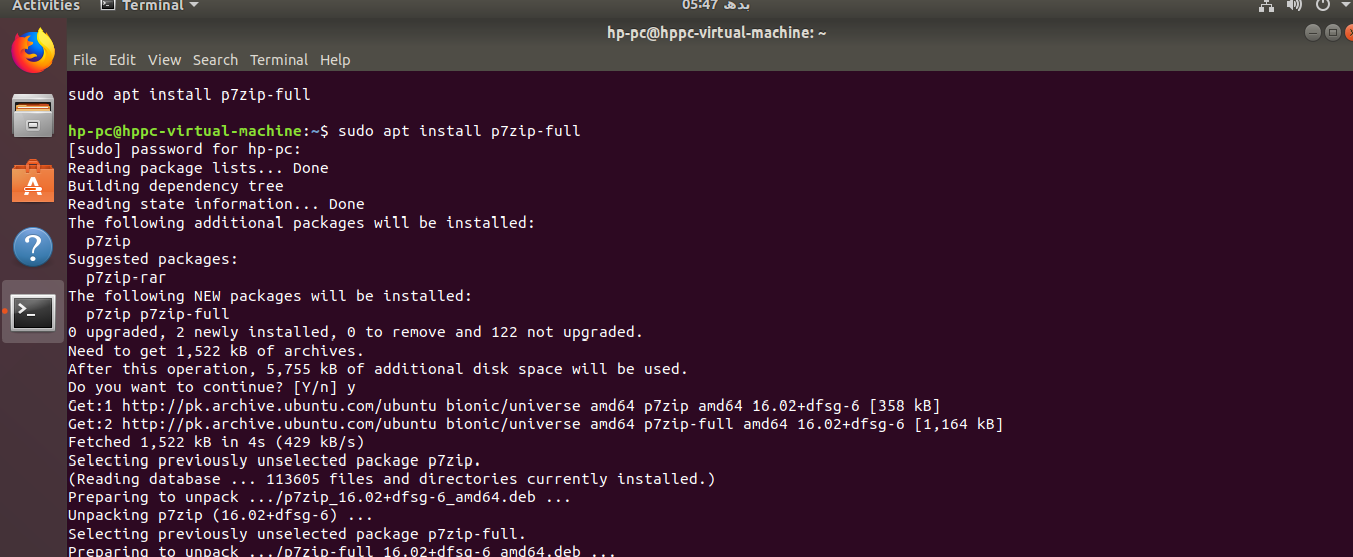 Activities Terminal 05:47 بدھ
hp-pc@hppc-virtual-machine: ~
File Edit View Search Terminal Help
sudo apt install p7zip-full
hp-pc@hppc-virtual-machine:~$ sudo apt install p7zip-full
[sudo] password for hp-pc:
Reading package lists... Done
Building dependency tree
Reading state information... Done
The following additional packages will be installed:
  p7zip
Suggested packages:
  p7zip-rar
The following NEW packages will be installed:
  p7zip p7zip-full
0 upgraded, 2 newly installed, 0 to remove and 122 not upgraded.
Need to get 1,522 kB of archives.
After this operation, 5,755 kB of additional disk space will be used.
Do you want to continue? [Y/n] y
Get:1 http://pk.archive.ubuntu.com/ubuntu bionic/universe amd64 p7zip amd64 16.02+dfsg-6 [358 kB]
Get:2 http://pk.archive.ubuntu.com/ubuntu bionic/universe amd64 p7zip-full amd64 16.02+dfsg-6 [1,164 kB]
Fetched 1,522 kB in 4s (429 kB/s)
Selecting previously unselected package p7zip.
(Reading database ... 113605 files and directories currently installed.)
Preparing to unpack .../p7zip_16.02+dfsg-6_amd64.deb ...
Unpacking p7zip (16.02+dfsg-6) ...
Selecting previously unselected package p7zip-full.
Preparing to unpack .../p7zip-full_16.02+dfsg-6_amd64.deb ...